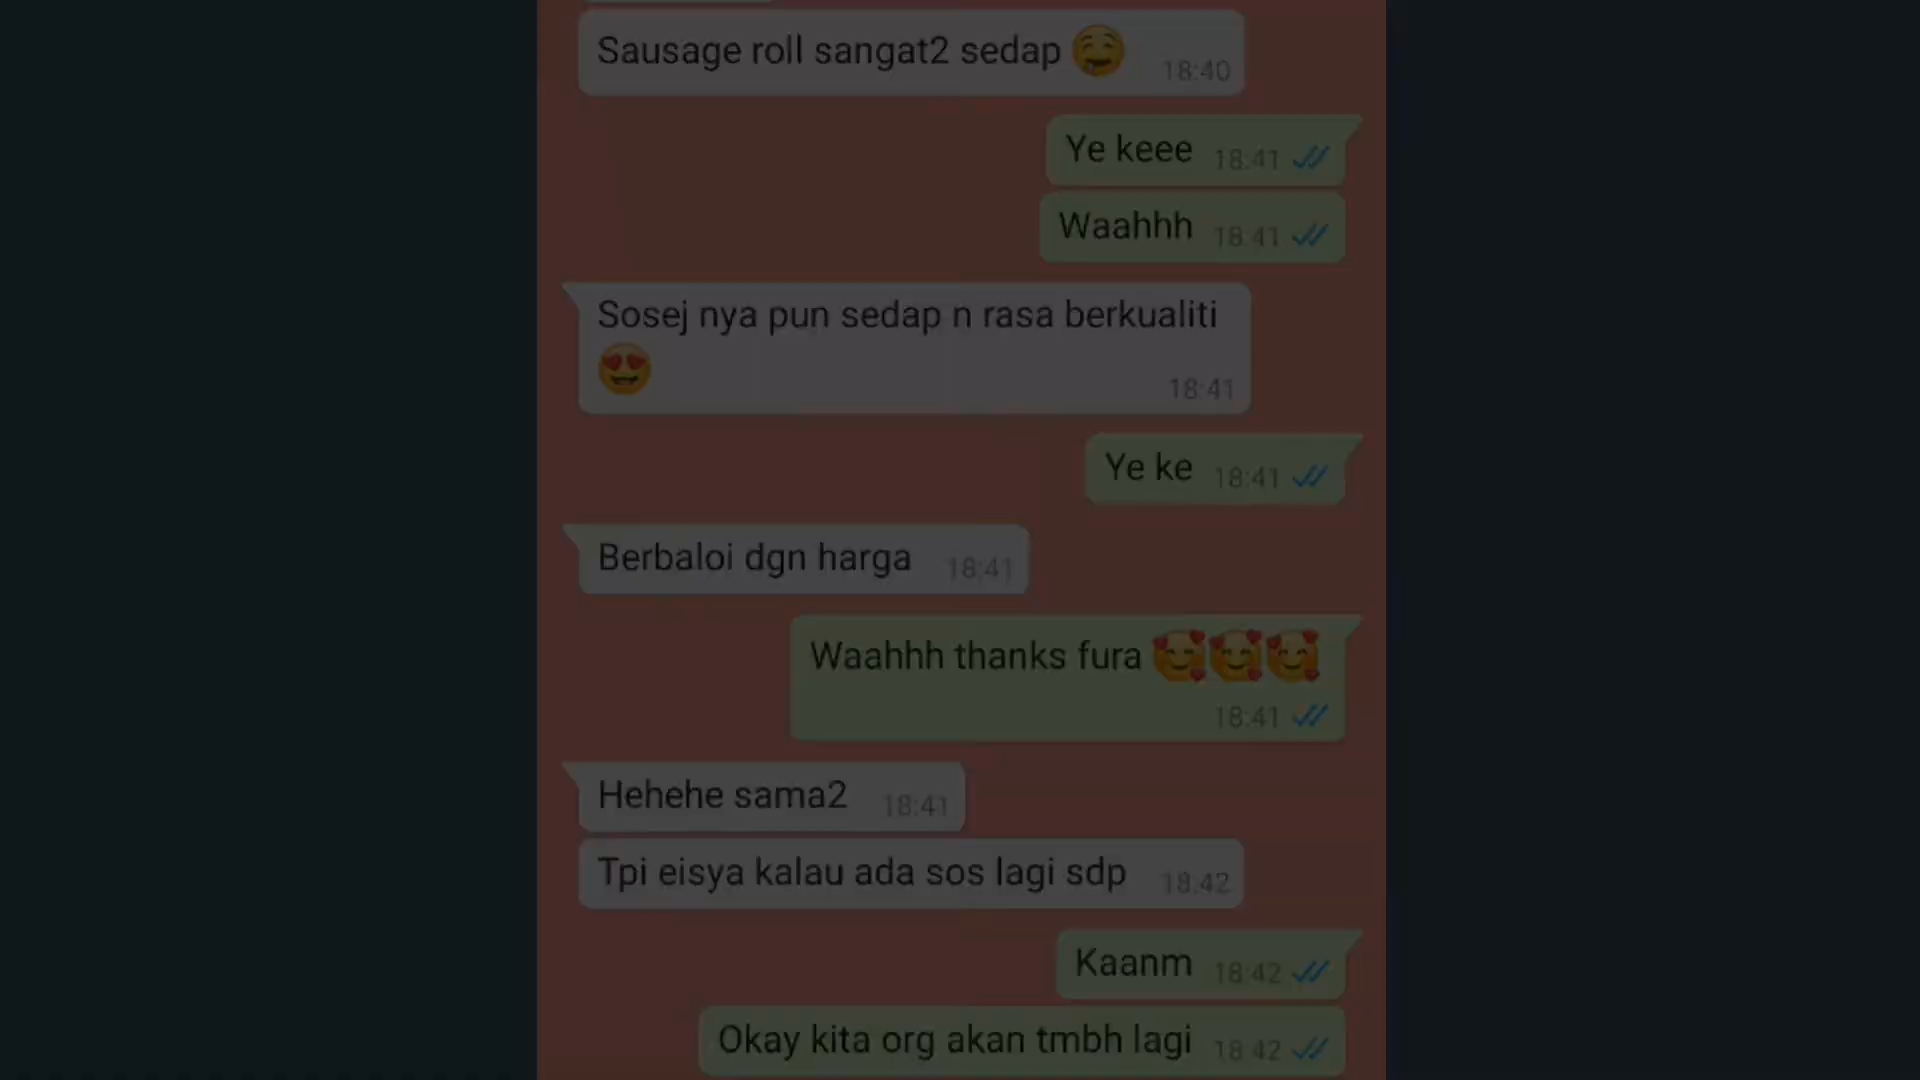 Sausage roll sangat2 sedap 🤤 18:40
Ye keee 18:41
Waahhh 18:41
Sosej nya pun sedap n rasa berkualiti
😍 18:41
Ye ke 18:41
Berbaloi dgn harga 18:41
Waahhh thanks fura 🥰🥰🥰
18:41
Hehehe sama2 18:41
Tpi eisya kalau ada sos lagi sdp 18:42
Kaanm 18:42
Okay kita org akan tmbh lagi 18:42